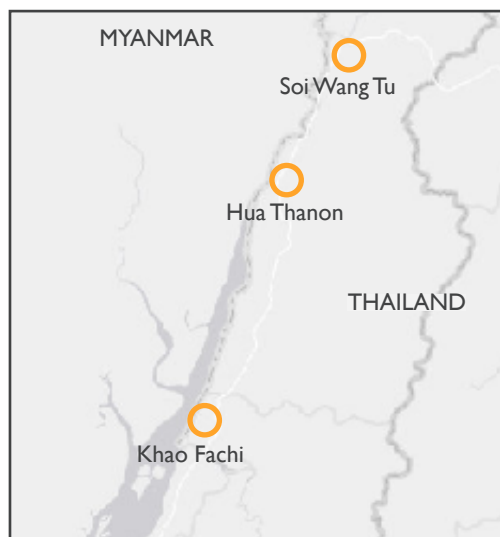 MYANMAR
Soi Wang Tu
Hua Thanon
THAILAND
Khao Fachi